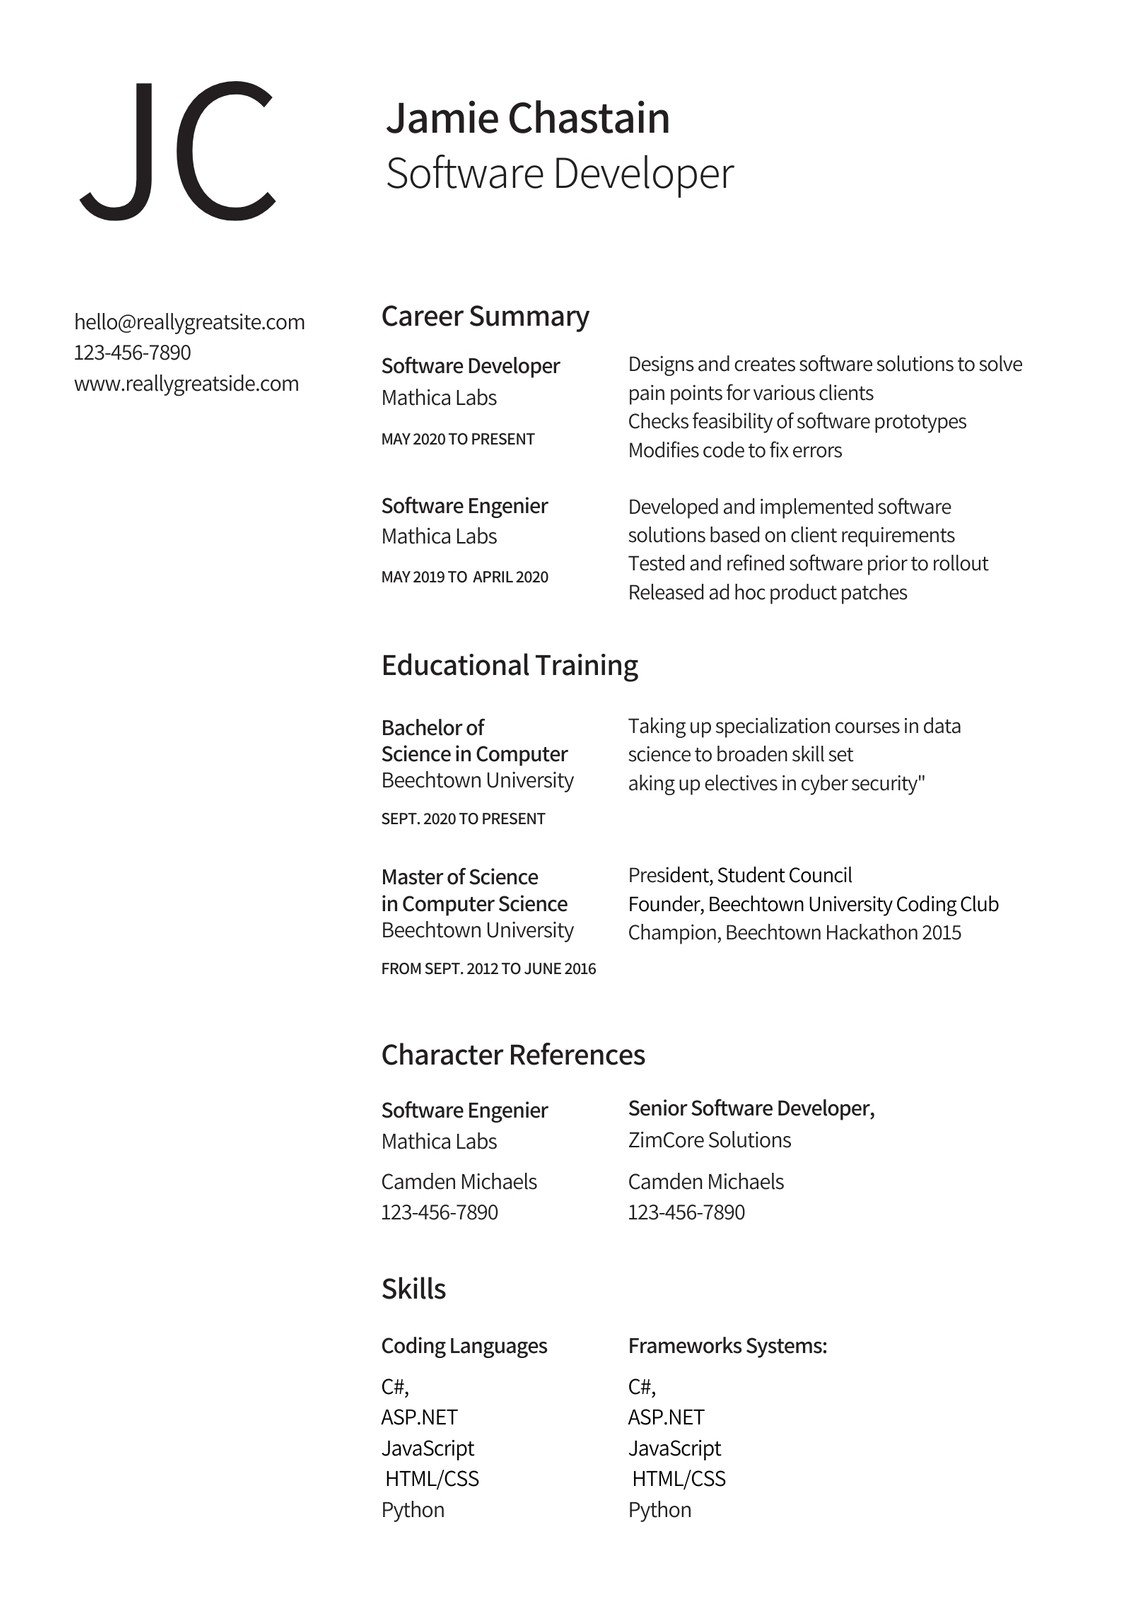 JC
Jamie Chastain
Software Developer
hello@reallygreatsite.com
123-456-7890
www.reallygreatside.com
Career Summary
Software Developer
Mathica Labs
MAY 2020 TO PRESENT
Designs and creates software solutions to solve
pain points for various clients
Checks feasibility of software prototypes
Modifies code to fix errors
Software Engenier
Mathica Labs
MAY 2019 TO  APRIL 2020
Developed and implemented software
solutions based on client requirements
Tested and refined software prior to rollout
Released ad hoc product patches
Educational Training
Bachelor of
Science in Computer
Beechtown University
SEPT. 2020 TO PRESENT
Taking up specialization courses in data
science to broaden skill set
aking up electives in cyber security"
Master of Science
in Computer Science
Beechtown University
FROM SEPT. 2012 TO JUNE 2016
President, Student Council
Founder, Beechtown University Coding Club
Champion, Beechtown Hackathon 2015
Character References
Software Engenier
Mathica Labs
Camden Michaels
123-456-7890
Senior Software Developer,
ZimCore Solutions
Camden Michaels
123-456-7890
Skills
Coding Languages
C#,
ASP.NET
JavaScript
HTML/CSS
Python
Frameworks Systems:
C#,
ASP.NET
JavaScript
HTML/CSS
Python